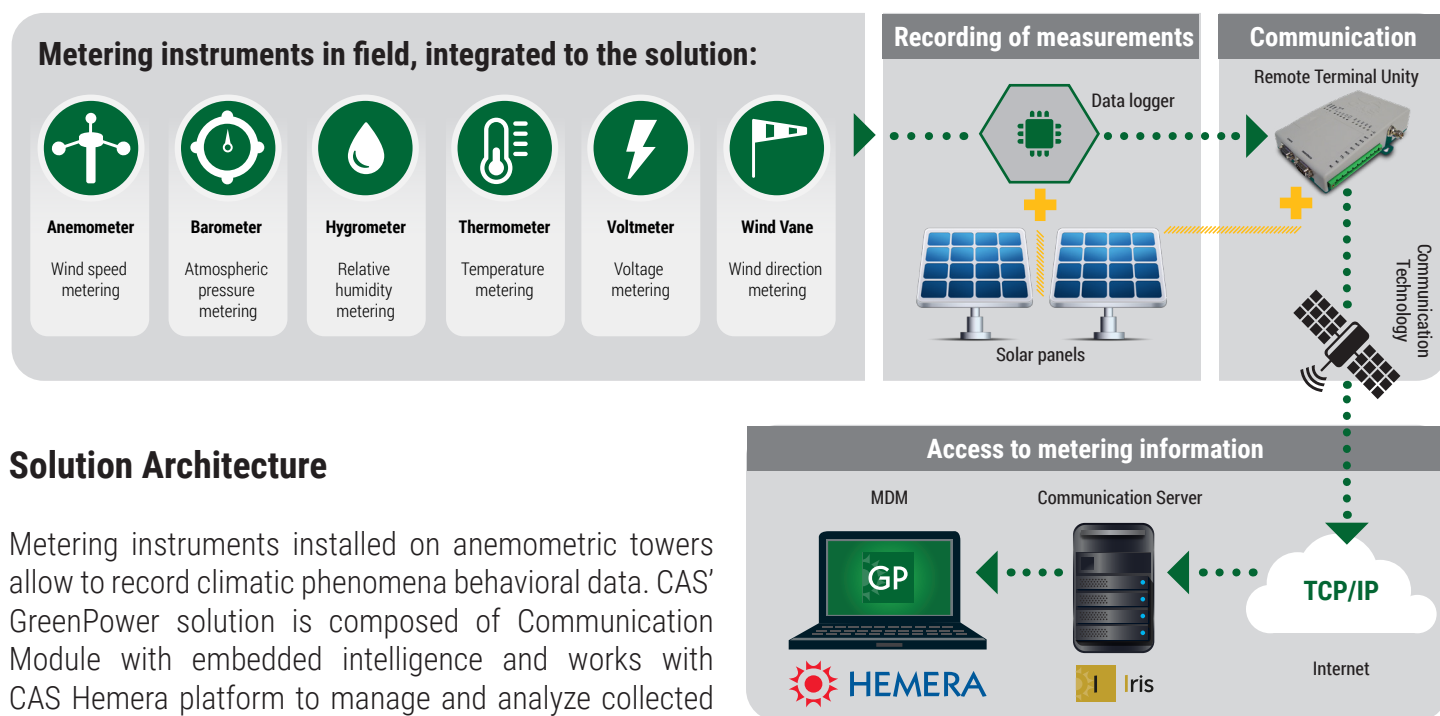 Metering instruments in field, integrated to the solution:
Anemometer
Wind speed
metering
Barometer
Atmospheric
pressure
metering
Hygrometer
Relative
humidity
metering
Thermometer
Temperature
metering
Voltmeter
Voltage
metering
Wind Vane
Wind direction
metering
Recording of measurements
Data logger
Solar panels
Communication
Remote Terminal Unity
Communication
Technology
Solution Architecture
Metering instruments installed on anemometric towers
allow to record climatic phenomena behavioral data. CAS'
GreenPower solution is composed of Communication
Module with embedded intelligence and works with
CAS Hemera platform to manage and analyze collected
Access to metering information
MDM
GP
HEMERA
Communication Server
I Iris
TCP/IP
Internet